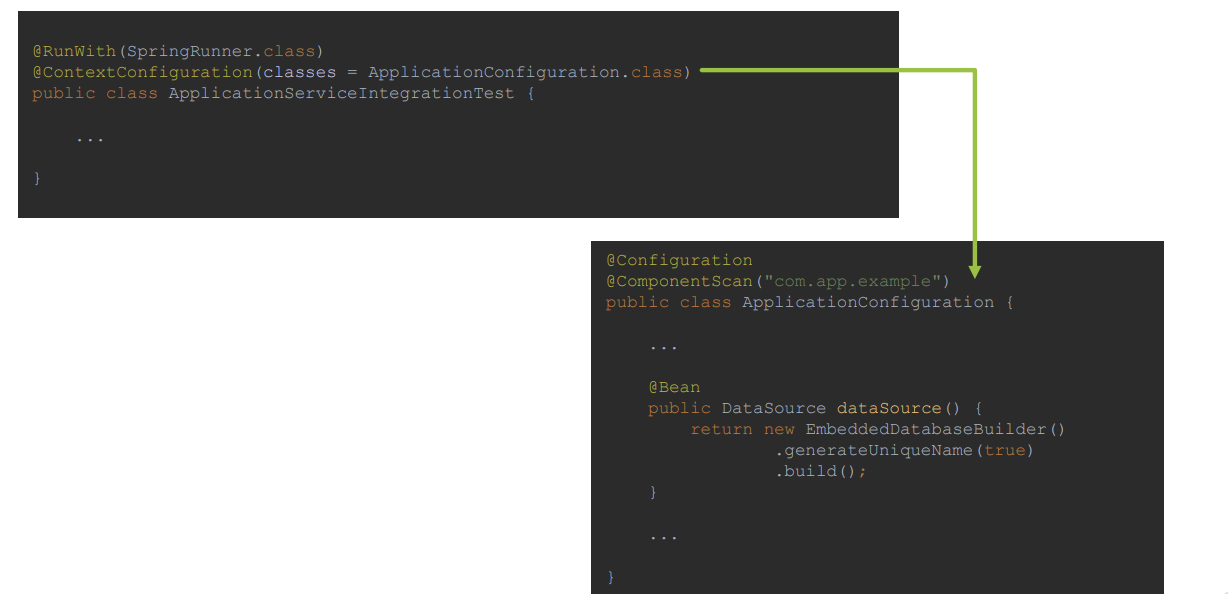 @RunWith(SpringRunner.class)
@ContextConfiguration(classes = ApplicationConfiguration.class)
public class ApplicationServiceIntegrationTest {
...
}
@Configuration
@ComponentScan("com.app.example")
public class ApplicationConfiguration {
...
@Bean
public DataSource dataSource() {
return new EmbeddedDatabaseBuilder()
.generateUniqueName(true)
.build();
}
...
}